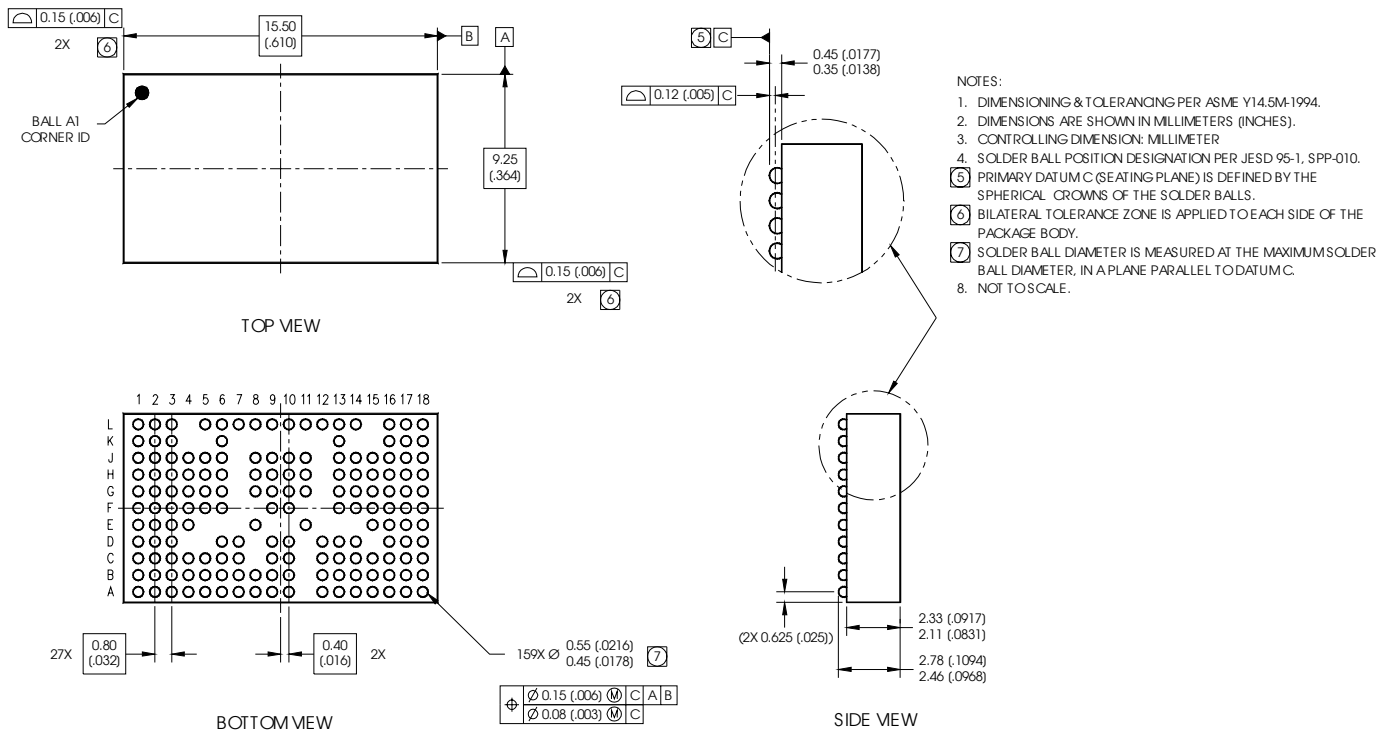 0.15 [.006] C
2X 6
15.50
[.610]
B
A
BALL A1
CORNER ID
9.25
[.364]
0.15 [.006] C
2X 6
TOP VIEW
5 C
0.45 [.0177]
0.35 [.0138]
0.12 [.005] C
NOTES:
1. DIMENSIONING & TOLERANCING PER ASME Y14.5M-1994.
2. DIMENSIONS ARE SHOWN IN MILLIMETERS [INCHES].
3. CONTROLLING DIMENSION: MILLIMETER
4. SOLDER BALL POSITION DESIGNATION PER JESD 95-1, SPP-010.
5 PRIMARY DATUM C (SEATING PLANE) IS DEFINED BY THE
SPHERICAL CROWNS OF THE SOLDER BALLS.
6 BILATERAL TOLERANCE ZONE IS APPLIED TO EACH SIDE OF THE
PACKAGE BODY.
7 SOLDER BALL DIAMETER IS MEASURED AT THE MAXIMUM SOLDER
BALL DIAMETER, IN A PLANE PARALLEL TO DATUM C.
8. NOT TO SCALE.
1 2 3 4 5 6 7 8 9 10 11 12 13 14 15 16 17 18
L
K
J
H
G
F
E
D
C
B
A
27X
0.80
[.032]
0.40
[.016]
2X
159X Ø
0.55 [.0216]
0.45 [.0178]
7
⌖ Ø 0.15 [.006] Ⓜ C A B
Ø 0.08 [.003] Ⓜ C
BOTTOM VIEW
(2X 0.625 [.025])
2.33 [.0917]
2.11 [.0831]
2.78 [.1094]
2.46 [.0968]
SIDE VIEW